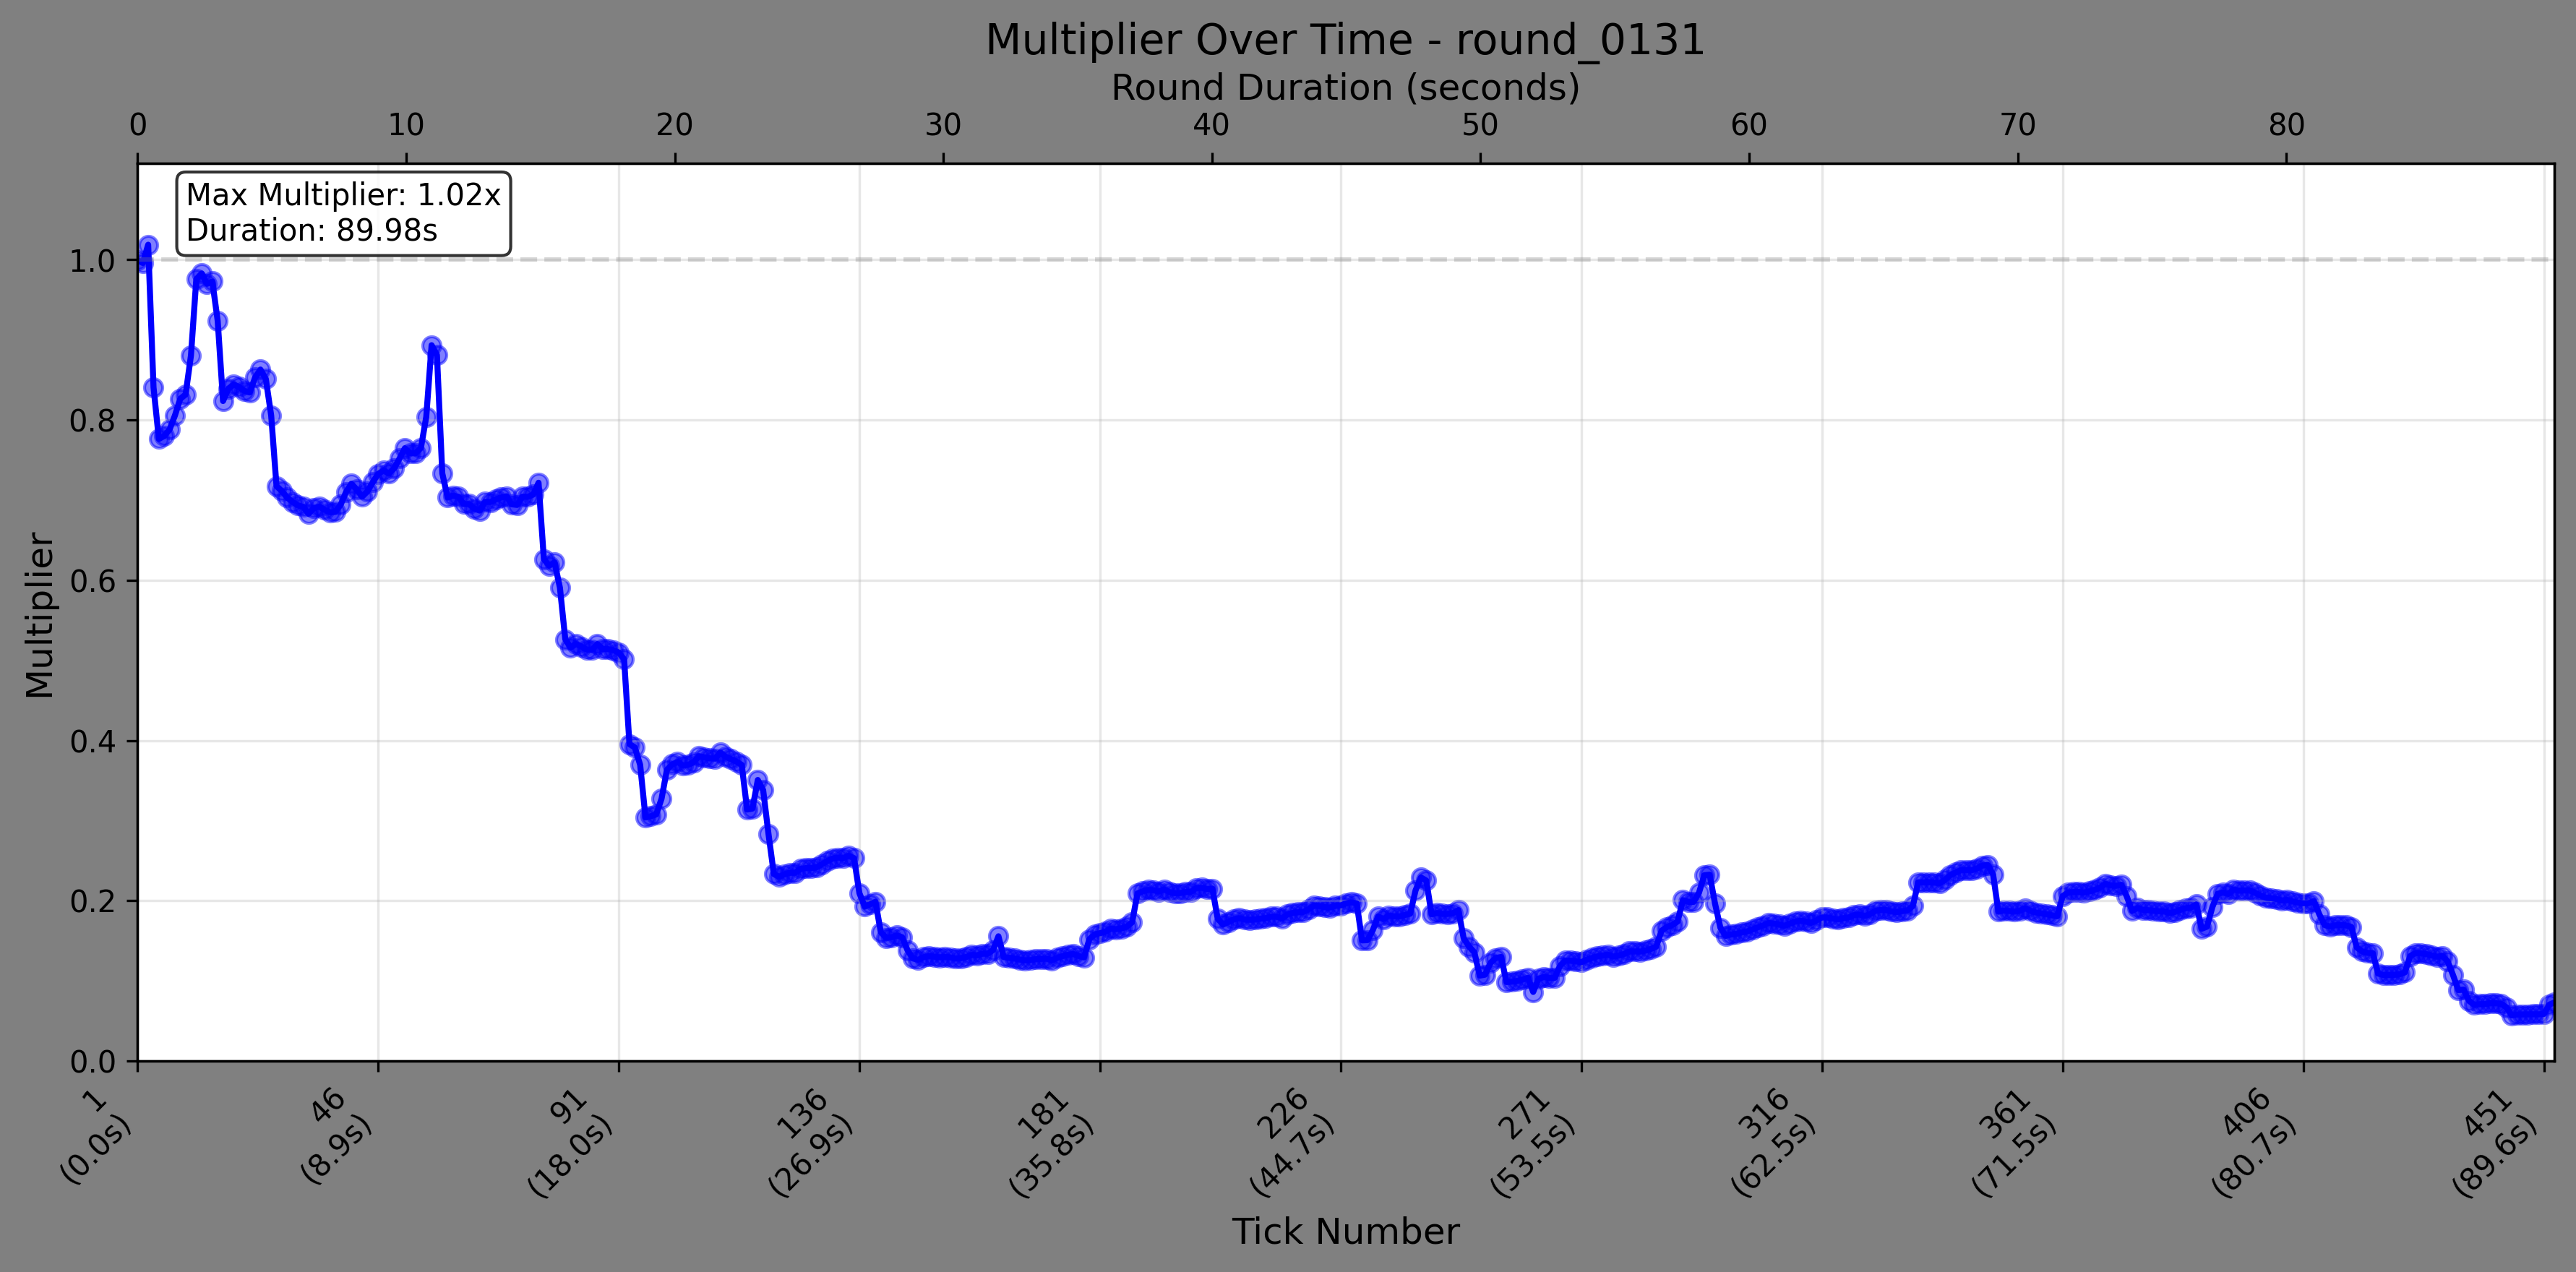 Multiplier Over Time - round_0131
Round Duration (seconds)
0 10 20 30 40 50 60 70 80
Max Multiplier: 1.02x
Duration: 89.98s
Multiplier
1.0
0.8
0.6
0.4
0.2
0.0
1
(0.0s)
46
(8.9s)
91
(18.0s)
136
(26.9s)
181
(35.8s)
226
(44.7s)
271
(53.5s)
316
(62.5s)
361
(71.5s)
406
(80.7s)
451
(89.6s)
Tick Number